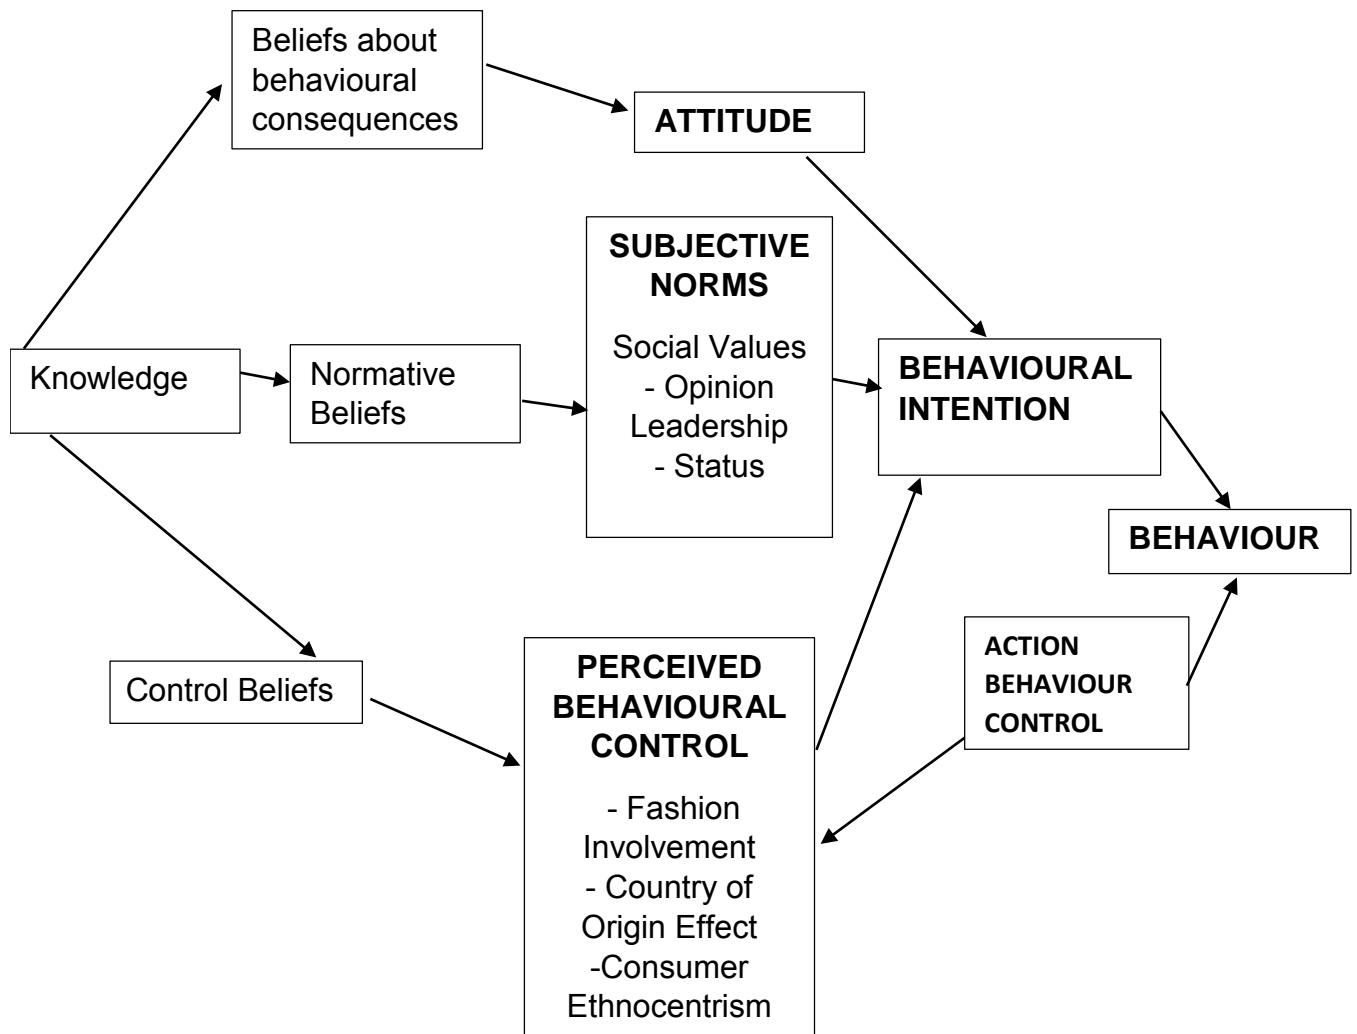 Beliefs about
behavioural
consequences
ATTITUDE
SUBJECTIVE
NORMS
Social Values
- Opinion
Leadership
- Status
Knowledge
Normative
Beliefs
BEHAVIOURAL
INTENTION
BEHAVIOUR
Control Beliefs
PERCEIVED
BEHAVIOURAL
CONTROL
- Fashion
Involvement
- Country of
Origin Effect
-Consumer
Ethnocentrism
ACTION
BEHAVIOUR
CONTROL